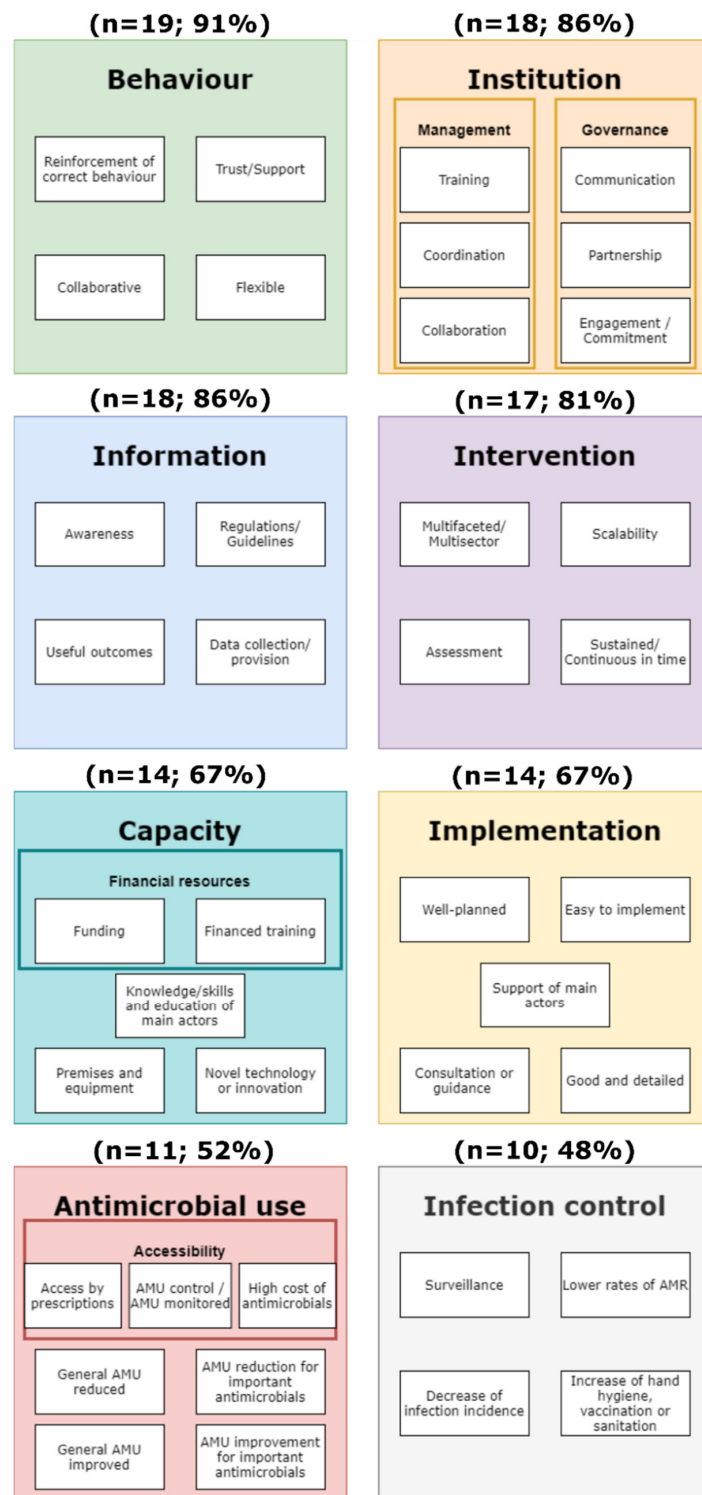 (n=19; 91%)
Behaviour
Reinforcement of
correct behaviour
Trust/Support
Collaborative
Flexible
(n=18; 86%)
Institution
Management
Training
Coordination
Collaboration
Governance
Communication
Partnership
Engagement /
Commitment
(n=18; 86%)
Information
Awareness
Regulations/
Guidelines
Useful outcomes
Data collection/
provision
(n=17; 81%)
Intervention
Multifaceted/
Multisector
Scalability
Assessment
Sustained/
Continuous in time
(n=14; 67%)
Capacity
Financial resources
Funding
Financed training
Knowledge/skills
and education of
main actors
Premises and
equipment
Novel technology
or innovation
(n=14; 67%)
Implementation
Well-planned
Easy to implement
Support of main
actors
Consultation or
guidance
Good and detailed
(n=11; 52%)
Antimicrobial use
Accessibility
Access by
prescriptions
AMU control /
AMU monitored
High cost of
antimicrobials
General AMU
reduced
AMU reduction for
important
antimicrobials
General AMU
improved
AMU improvement
for important
antimicrobials
(n=10; 48%)
Infection control
Surveillance
Lower rates of AMR
Decrease of
infection incidence
Increase of hand
hygiene,
vaccination or
sanitation